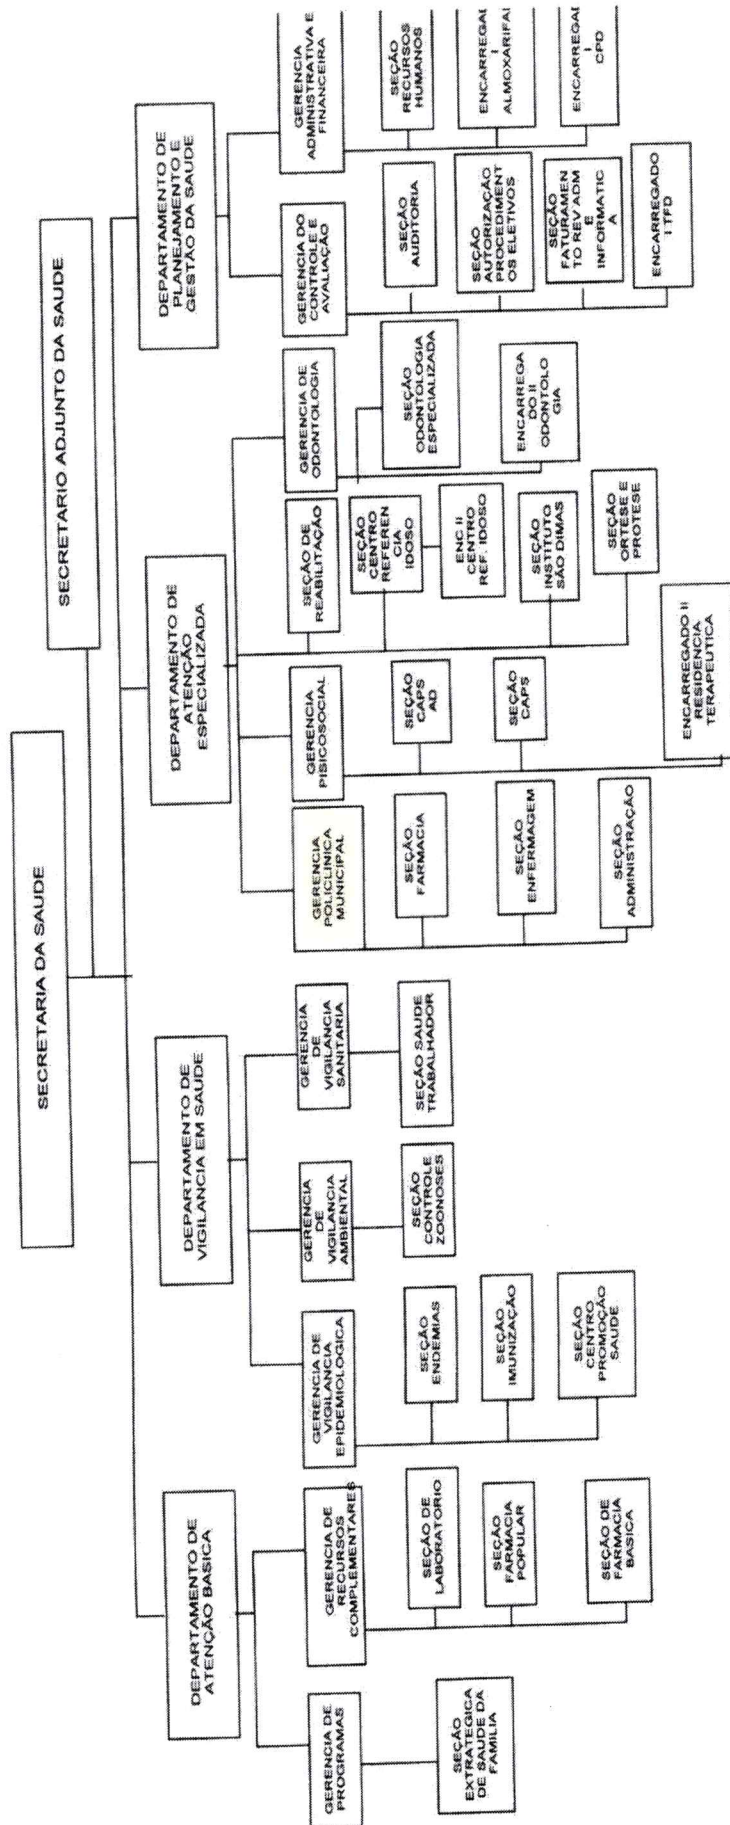 SECRETARIA DA SAUDE
SECRETARIO ADJUNTO DA SAUDE
DEPARTAMENTO DE
ATENÇÃO BASICA
DEPARTAMENTO DE
VIGILANCIA EM SAUDE
DEPARTAMENTO DE
ATENÇÃO
ESPECIALIZADA
DEPARTAMENTO DE
PLANEJAMENTO E
GESTÃO DA SAUDE
GERENCIA DE
PROGRAMAS
SEÇÃO
EXTRATEGICA
DE SAUDE DA
FAMILIA
GERENCIA DE
RECURSOS
COMPLEMENTARES
SEÇÃO DE
LABORATORIO
SEÇÃO
FARMACIA
POPULAR
SEÇÃO DE
FARMACIA
BASICA
GERENCIA DE
VIGILANCIA
EPIDEMIOLOGICA
SEÇÃO
ENDEMIAS
SEÇÃO
IMUNIZAÇÃO
SEÇÃO
CENTRO
PROMOÇÃO
SAUDE
GERENCIA
DE
VIGILANCIA
AMBIENTAL
SEÇÃO
CONTROLE
ZOONOSES
GERENCIA
DE
VIGILANCIA
SANITARIA
SEÇÃO SAUDE
TRABALHADOR
GERENCIA
POLICLINICA
MUNICIPAL
SEÇÃO
FARMACIA
SEÇÃO
ENFERMAGEM
SEÇÃO
ADMINISTRAÇÃO
GERENCIA
PISICOSOCIAL
SEÇÃO
CAPS
AD
SEÇÃO
CAPS
ENCARREGADO II
RESIDENCIA
TERAPEUTICA
SEÇÃO DE
REABILITAÇÃO
SEÇÃO
CENTRO
REFEREN
CIA
IDOSO
ENC II
CENTRO
REF. IDOSO
SEÇÃO
INSTITUTO
SÃO DIMAS
SEÇÃO
ORTESE E
PROTESE
GERENCIA DE
ODONTOLOGIA
SEÇÃO
ODONTOLOGIA
ESPECIALIZADA
ENCARREGA
DO II
ODONTOLO
GIA
GERENCIA DO
CONTROLE E
AVALIAÇÃO
SEÇÃO
AUDITORIA
SEÇÃO
AUTORIZAÇÃO
PROCEDIMENT
OS ELETIVOS
SEÇÃO
FATURAMEN
TO REV ADM
E
INFORMATIC
A
ENCARREGADO
I TFD
GERENCIA
ADMINISTRATIVA E
FINANCEIRA
SEÇÃO
RECURSOS
HUMANOS
ENCARREGAD
I
ALMOXARIFA
ENCARREGAD
I
CPD